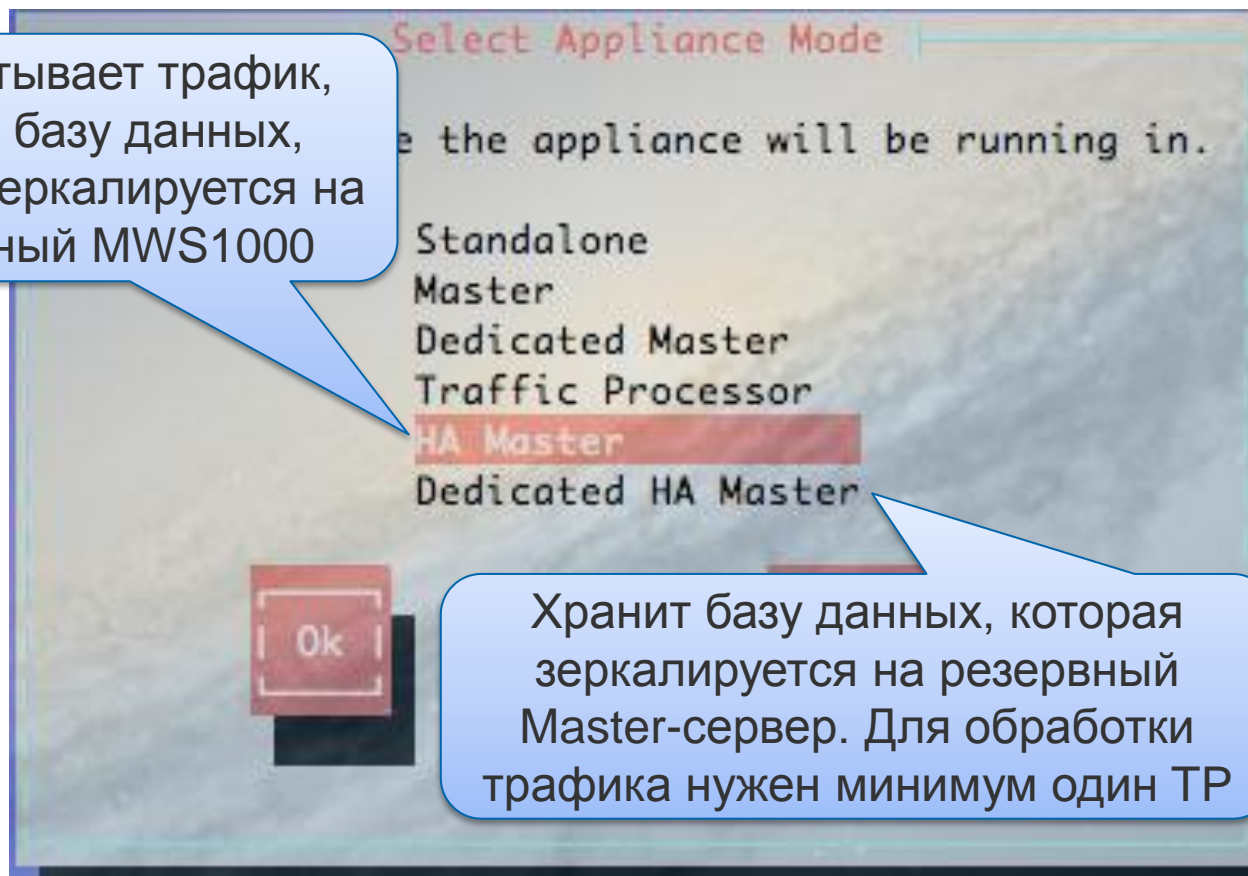 Select Appliance Mode
тывает трафик,
базу данных,
еркалируется на
ный MWS1000
e the appliance will be running in.
Standalone
Master
Dedicated Master
Traffic Processor
HA Master
Dedicated HA Master
Ok
Хранит базу данных, которая
зеркалируется на резервный
Master-сервер. Для обработки
трафика нужен минимум один TP